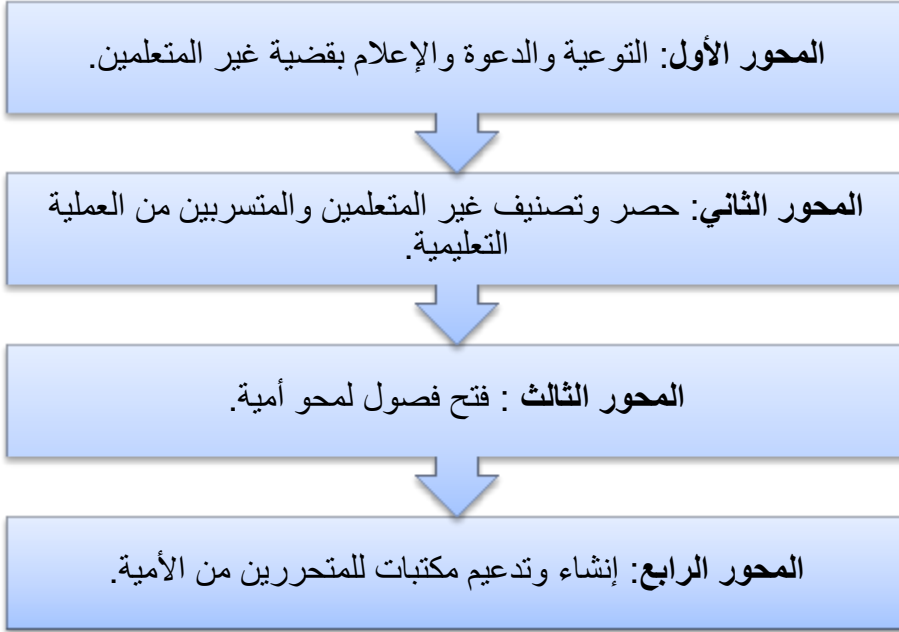 المحور الأول: التوعية والدعوة والإعلام بقضية غير المتعلمين.
المحور الثاني: حصر وتصنيف غير المتعلمين والمتسربين من العملية
التعليمية.
المحور الثالث : فتح فصول لمحو أمية.
المحور الرابع: إنشاء وتدعيم مكتبات للمتحررين من الأمية.